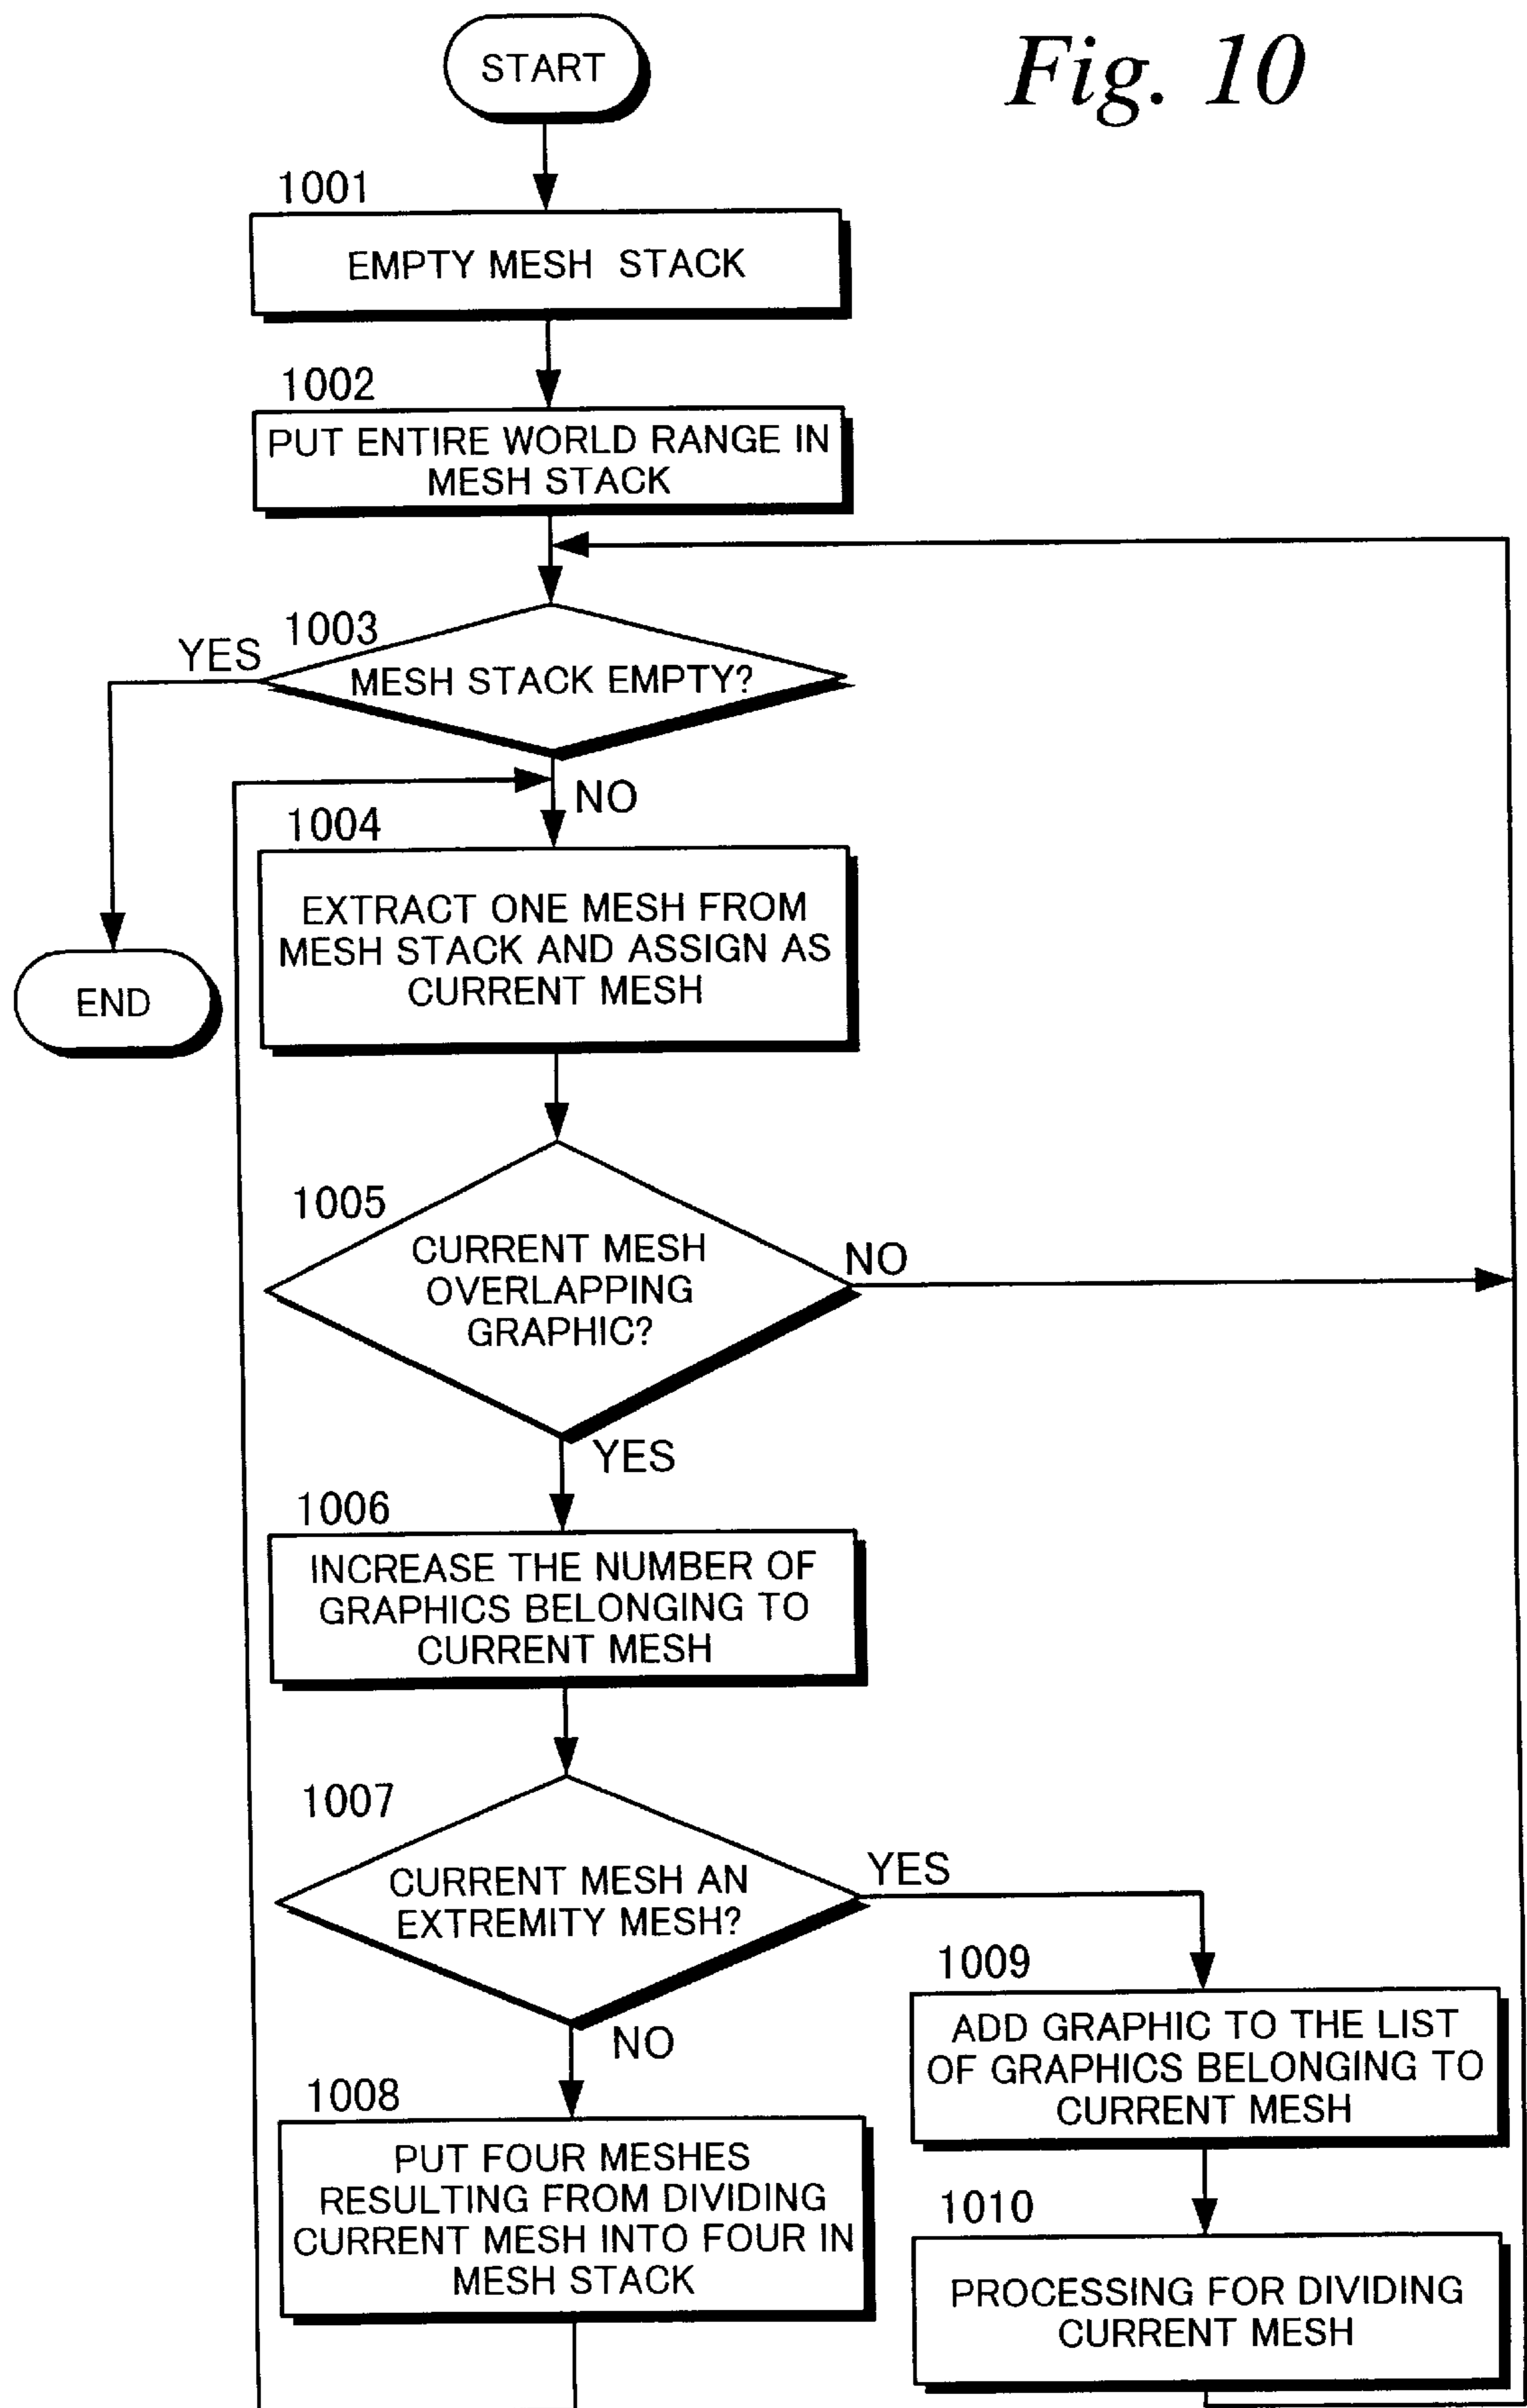 Fig. 10
START
1001
EMPTY MESH STACK
1002
PUT ENTIRE WORLD RANGE IN
MESH STACK
1003
YES
MESH STACK EMPTY?
NO
1004
EXTRACT ONE MESH FROM
MESH STACK AND ASSIGN AS
CURRENT MESH
END
1005
CURRENT MESH
OVERLAPPING
GRAPHIC?
NO
YES
1006
INCREASE THE NUMBER OF
GRAPHICS BELONGING TO
CURRENT MESH
1007
CURRENT MESH AN
EXTREMITY MESH?
YES
NO
1009
ADD GRAPHIC TO THE LIST
OF GRAPHICS BELONGING TO
CURRENT MESH
1008
PUT FOUR MESHES
RESULTING FROM DIVIDING
CURRENT MESH INTO FOUR IN
MESH STACK
1010
PROCESSING FOR DIVIDING
CURRENT MESH